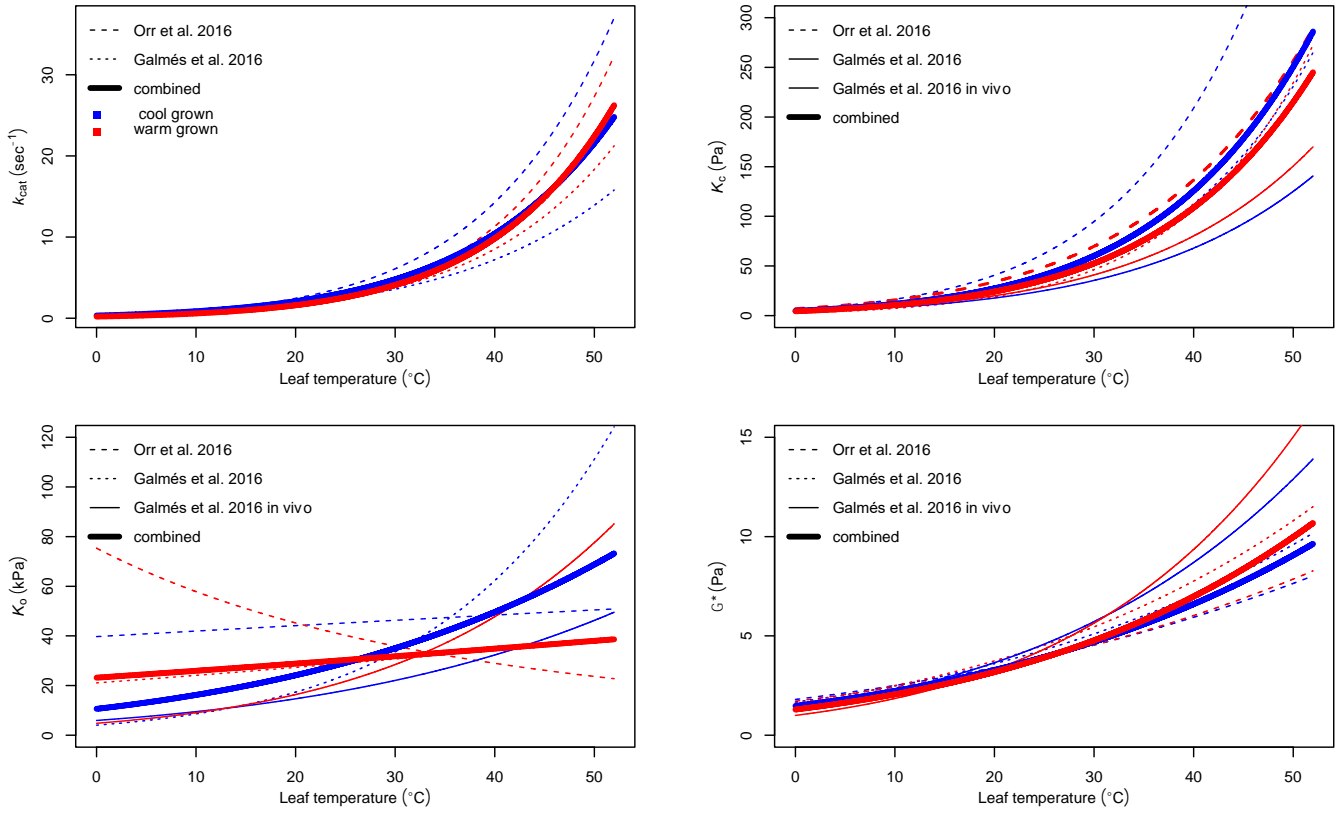 Orr et al. 2016
Galmés et al. 2016
combined
cool grown
warm grown
kcat (sec⁻¹)
0 10 20 30
0 10 20 30 40 50
Leaf temperature (°C)
Orr et al. 2016
Galmés et al. 2016
Galmés et al. 2016 in vivo
combined
Kc (Pa)
0 50 100 150 200 250 300
0 10 20 30 40 50
Leaf temperature (°C)
Orr et al. 2016
Galmés et al. 2016
Galmés et al. 2016 in vivo
combined
Ko (kPa)
0 20 40 60 80 100 120
0 10 20 30 40 50
Leaf temperature (°C)
Orr et al. 2016
Galmés et al. 2016
Galmés et al. 2016 in vivo
combined
G* (Pa)
0 5 10 15
0 10 20 30 40 50
Leaf temperature (°C)